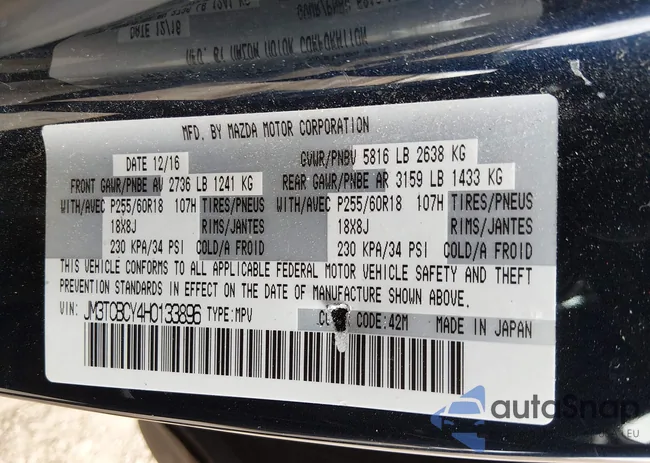 MFD. BY MAZDA MOTOR CORPORATION
DATE 12/16 GVWR/PNBV 5816 LB 2638 KG
FRONT GAWR/PNBE AV 2736 LB 1241 KG REAR GAWR/PNBE AR 3159 LB 1433 KG
WITH/AVEC P255/60R18 107H TIRES/PNEUS WITH/AVEC P255/60R18 107H TIRES/PNEUS
18X8J RIMS/JANTES 18X8J RIMS/JANTES
230 KPA/34 PSI COLD/A FROID 230 KPA/34 PSI COLD/A FROID
THIS VEHICLE CONFORMS TO ALL APPLICABLE FEDERAL MOTOR VEHICLE SAFETY AND THEFT
PREVENTION STANDARDS IN EFFECT ON THE DATE OF MANUFACTURE SHOWN ABOVE.
VIN: JM3TCBCY4H0133896 TYPE:MPV CODE:42M MADE IN JAPAN
autoSnap
.EU